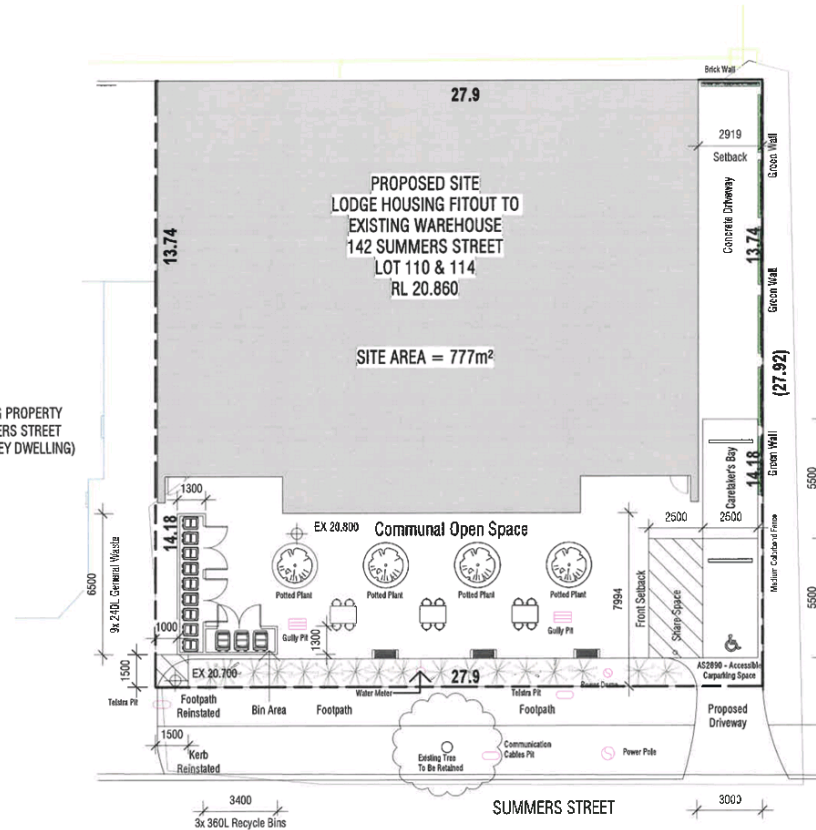 Brick Wall
27.9
2919
Setback
Green Wall
Concrete Driveway
PROPOSED SITE
LODGE HOUSING FITOUT TO
EXISTING WAREHOUSE
142 SUMMERS STREET
LOT 110 & 114
RL 20.860
13.74
13.74
Green Wall
SITE AREA = 777m²
(27.92)
PROPERTY
ERS STREET
EY DWELLING)
Green Wall
14.18
Caretaker's Bay
5500
1300
2500
2500
14.18
EX 20.800
Communal Open Space
6500
9x 240L General Waste
Potted Plant
Potted Plant
Potted Plant
Potted Plant
7994
Front Setback
Share Space
Medium Colorbond Fence
5500
1000
Gully Pit
1300
Gully Pit
1500
EX 20.700
27.9
AS2890 - Accessible
Carparking Space
Water Meter
Telstra Pit
Telstra Pit
Footpath
Reinstated
Bin Area
Footpath
Footpath
Proposed
Driveway
1500
Kerb
Reinstated
Existing Tree
To Be Retained
Communication
Cables Pit
Power Pole
3400
3x 360L Recycle Bins
SUMMERS STREET
3000